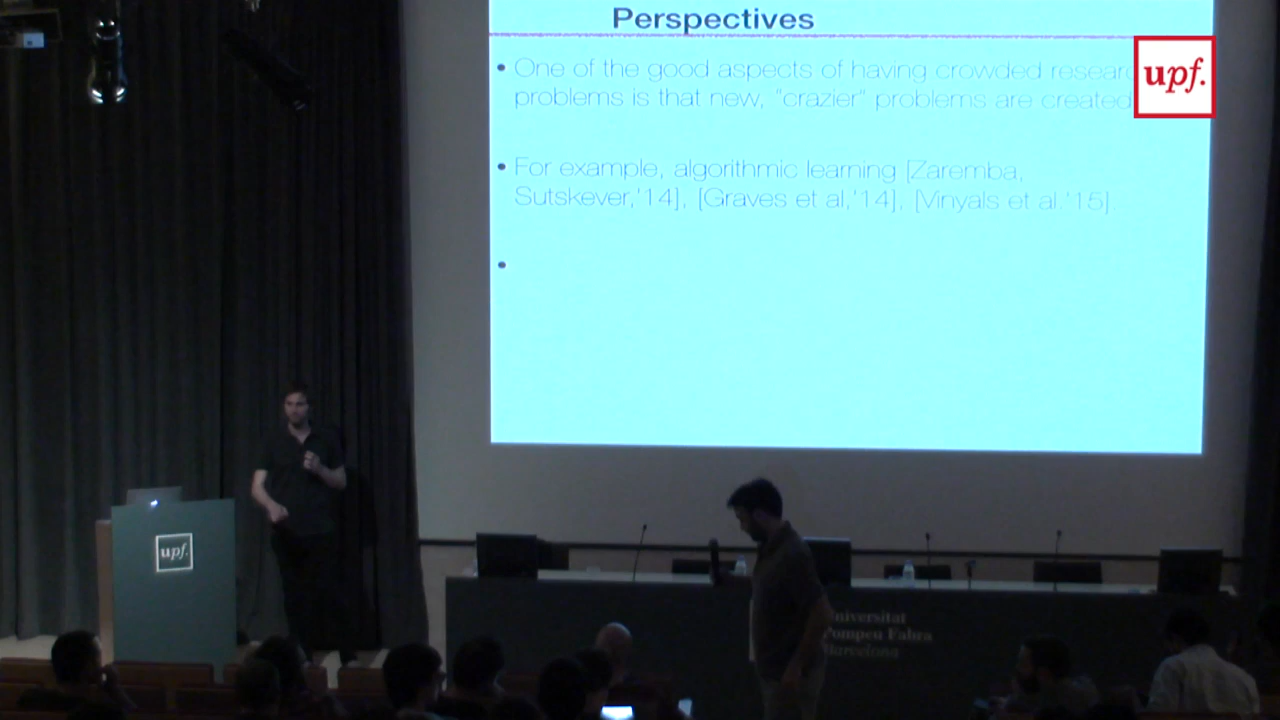 Perspectives
• One of the good aspects of having crowded
problems is that new, "crazier" problems are created
• For example, algorithmic learning [Zaremba,
Sutskever,'14], [Graves et al,'14], [Vinyals et al.'15].
•
upf.
upf.
Universitat
Pompeu Fabra
Barcelona